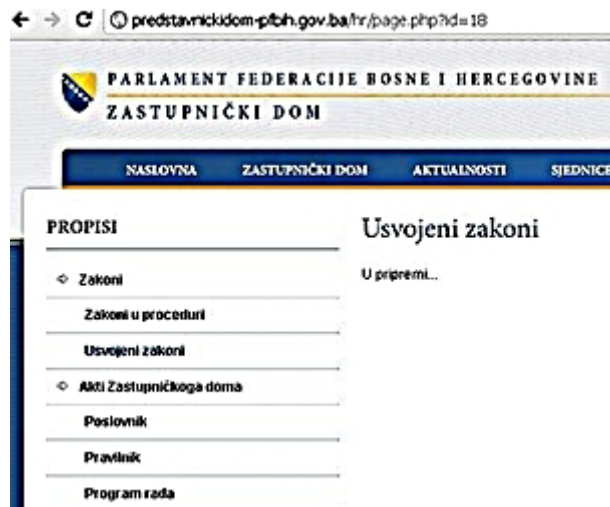 predstavnickidom-pfbih.gov.ba/hr/page.php?id=18
PARLAMENT FEDERACIJE BOSNE I HERCEGOVINE
ZASTUPNIČKI DOM
NASLOVNA ZASTUPNIČKI DOM AKTUALNOSTI SJEDNICE
PROPISI
Zakoni
Zakoni u proceduri
Usvojeni zakoni
Akti Zastupničkoga doma
Poslovnik
Pravilnik
Program rada
Usvojeni zakoni
U pripremi...